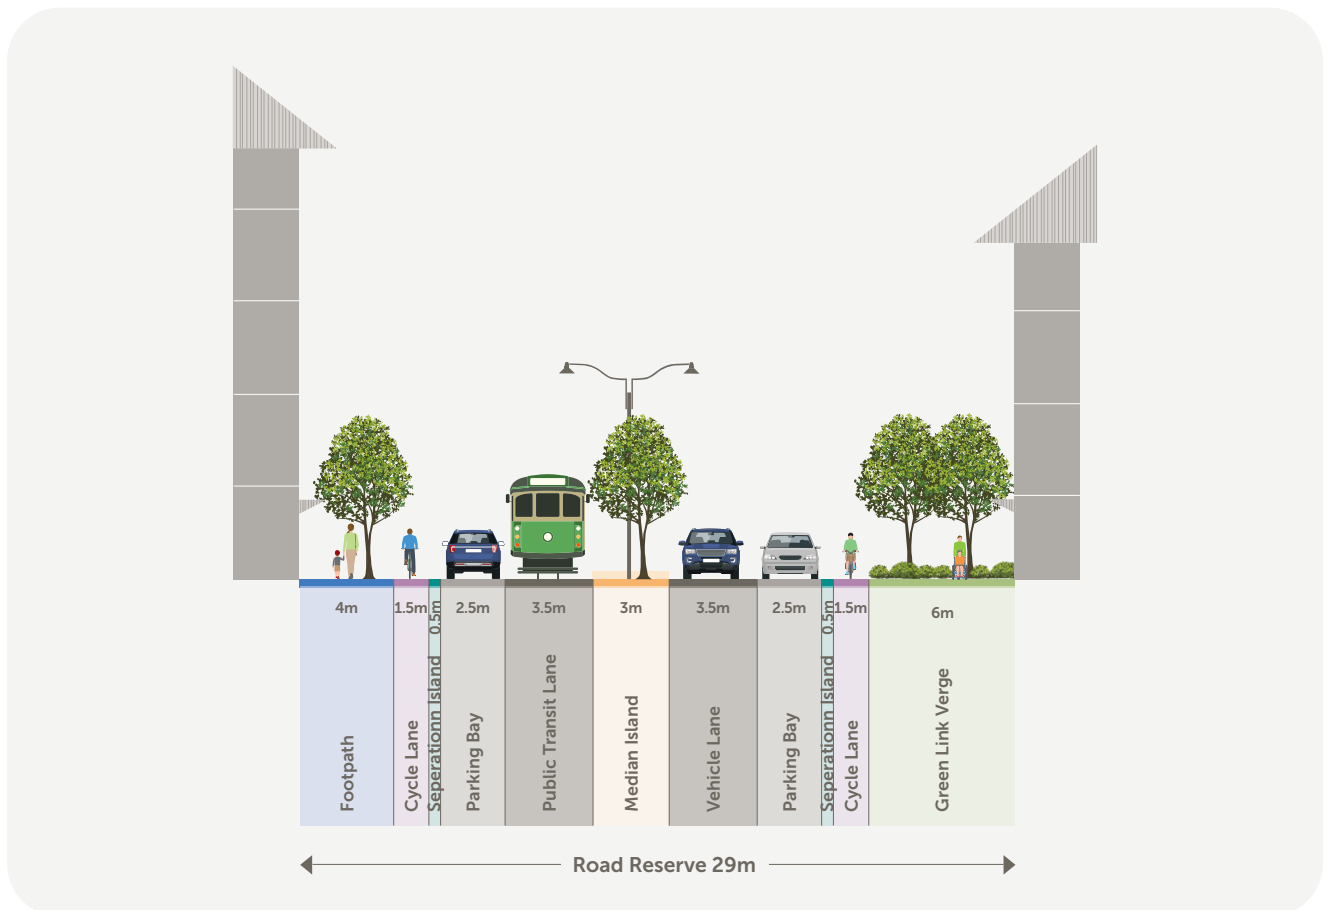 4m
1.5m
0.5m
2.5m
3.5m
3m
3.5m
2.5m
0.5m
1.5m
6m
Footpath
Cycle Lane
Seperationn Island
Parking Bay
Public Transit Lane
Median Island
Vehicle Lane
Parking Bay
Seperationn Island
Cycle Lane
Green Link Verge
Road Reserve 29m